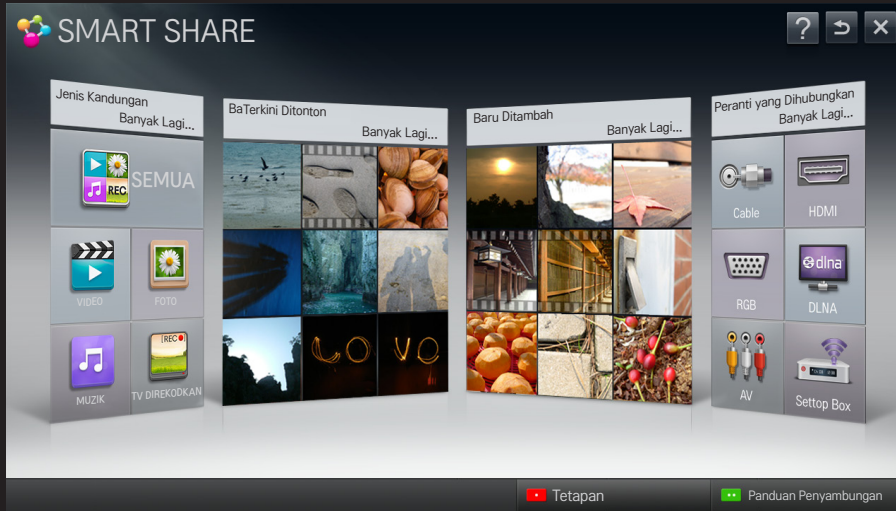 SMART SHARE
?
Jenis Kandungan
Banyak Lagi...
SEMUA
REC
VIDEO
FOTO
MUZIK
[REC●]
TV DIREKODKAN
BaTerkini Ditonton
Banyak Lagi...
LOVO
Baru Ditambah
Banyak Lagi...
Peranti yang Dihubungkan
Banyak Lagi...
Cable
HDMI
RGB
dlna
DLNA
AV
Settop Box
Tetapan
Panduan Penyambungan